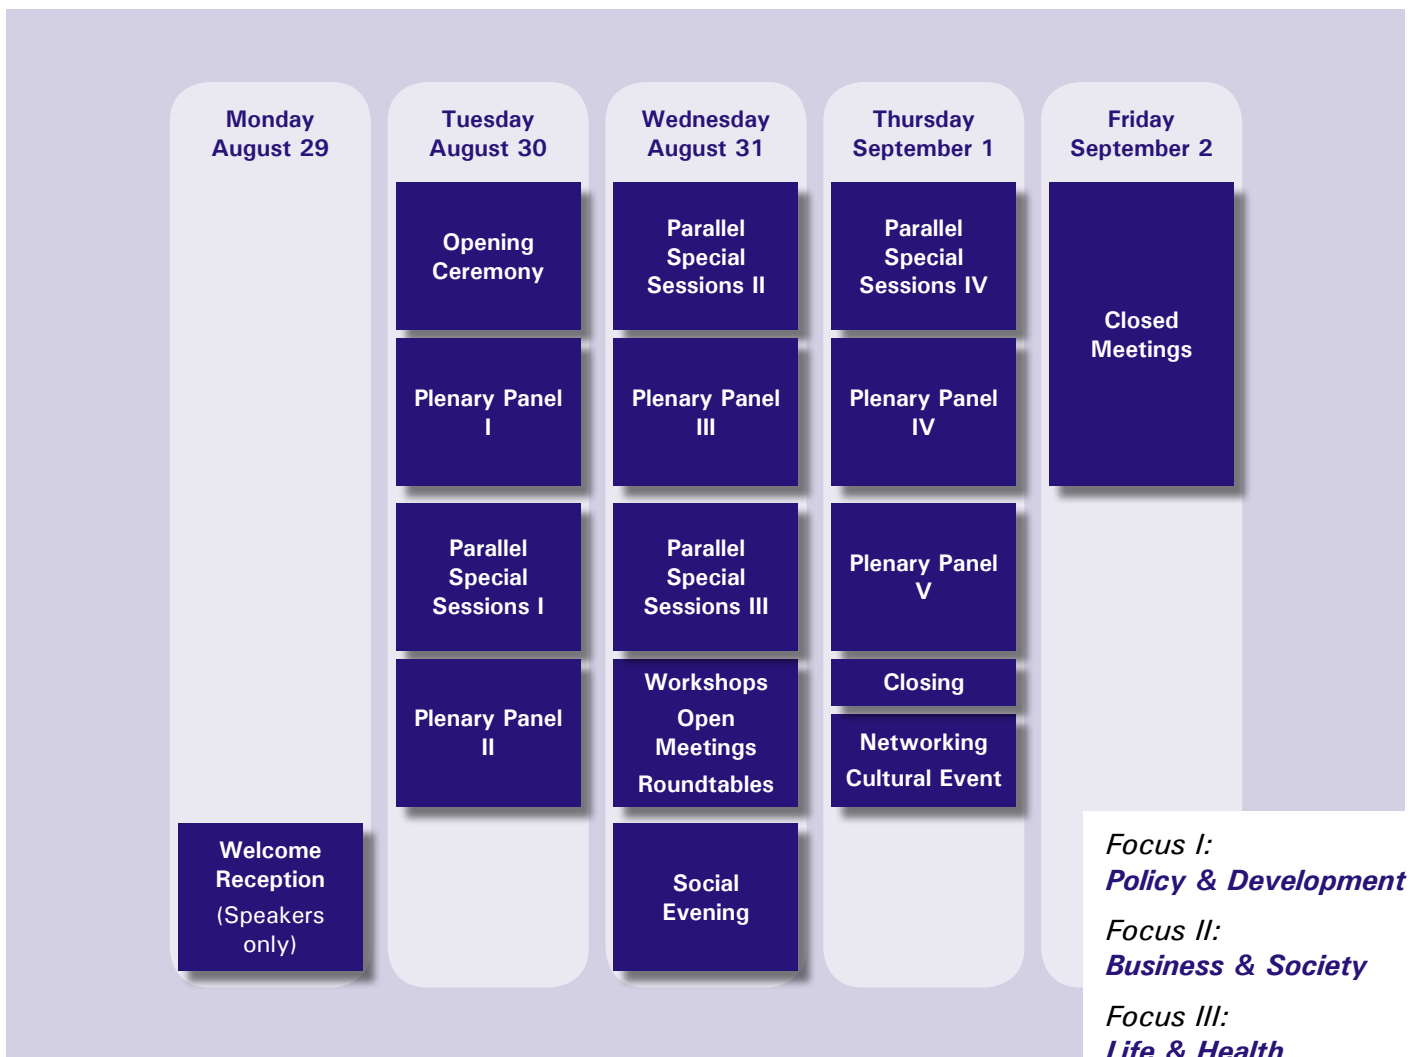 Monday
August 29
Welcome
Reception
(Speakers
only)
Tuesday
August 30
Opening
Ceremony
Plenary Panel
I
Parallel
Special
Sessions I
Plenary Panel
II
Wednesday
August 31
Parallel
Special
Sessions II
Plenary Panel
III
Parallel
Special
Sessions III
Workshops
Open
Meetings
Roundtables
Social
Evening
Thursday
September 1
Parallel
Special
Sessions IV
Plenary Panel
IV
Plenary Panel
V
Closing
Networking
Cultural Event
Friday
September 2
Closed
Meetings
Focus I:
Policy & Development
Focus II:
Business & Society
Focus III:
Life & Health